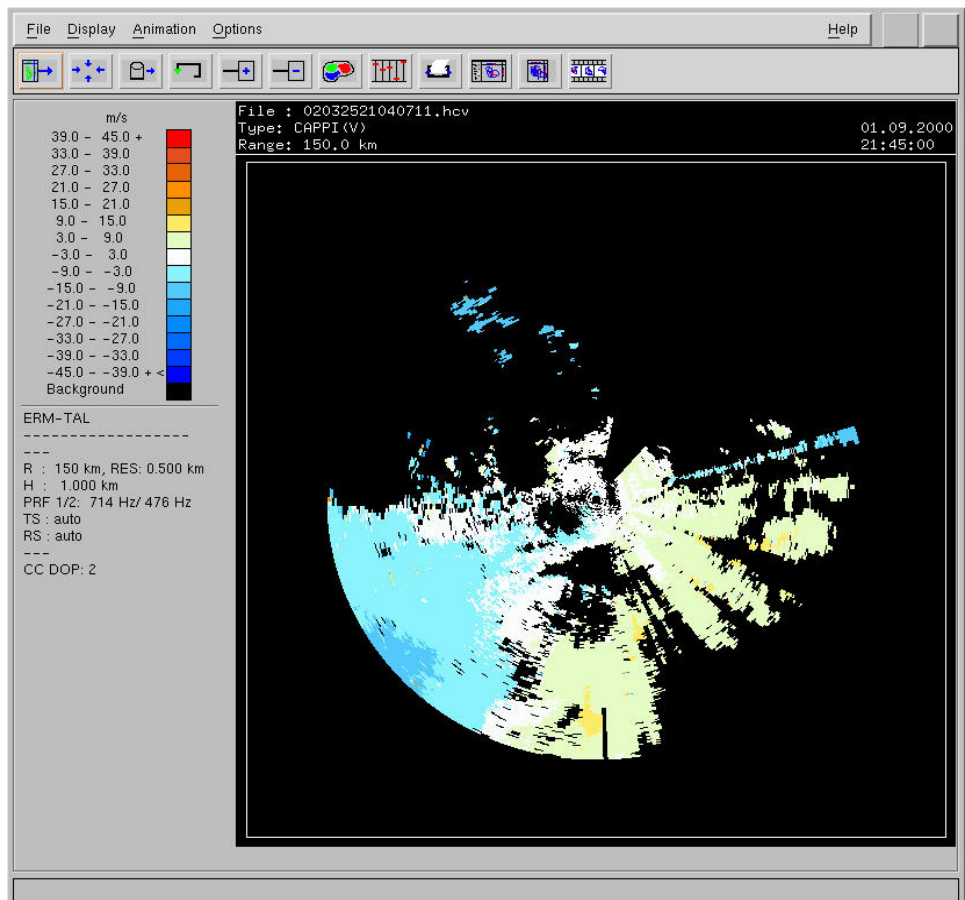 File Display Animation Options Help
File : 02032521040711.hcv
Type: CAPPI(V) 01.09.2000
Range: 150.0 km 21:45:00
m/s
39.0 – 45.0 +
33.0 – 39.0
27.0 – 33.0
21.0 – 27.0
15.0 – 21.0
9.0 – 15.0
3.0 – 9.0
–3.0 – 3.0
–9.0 – –3.0
–15.0 – –9.0
–21.0 – –15.0
–27.0 – –21.0
–33.0 – –27.0
–39.0 – –33.0
–45.0 – –39.0 + <
Background
ERM-TAL
------------------
---
R : 150 km, RES: 0.500 km
H : 1.000 km
PRF 1/2: 714 Hz/ 476 Hz
TS : auto
RS : auto
---
CC DOP: 2